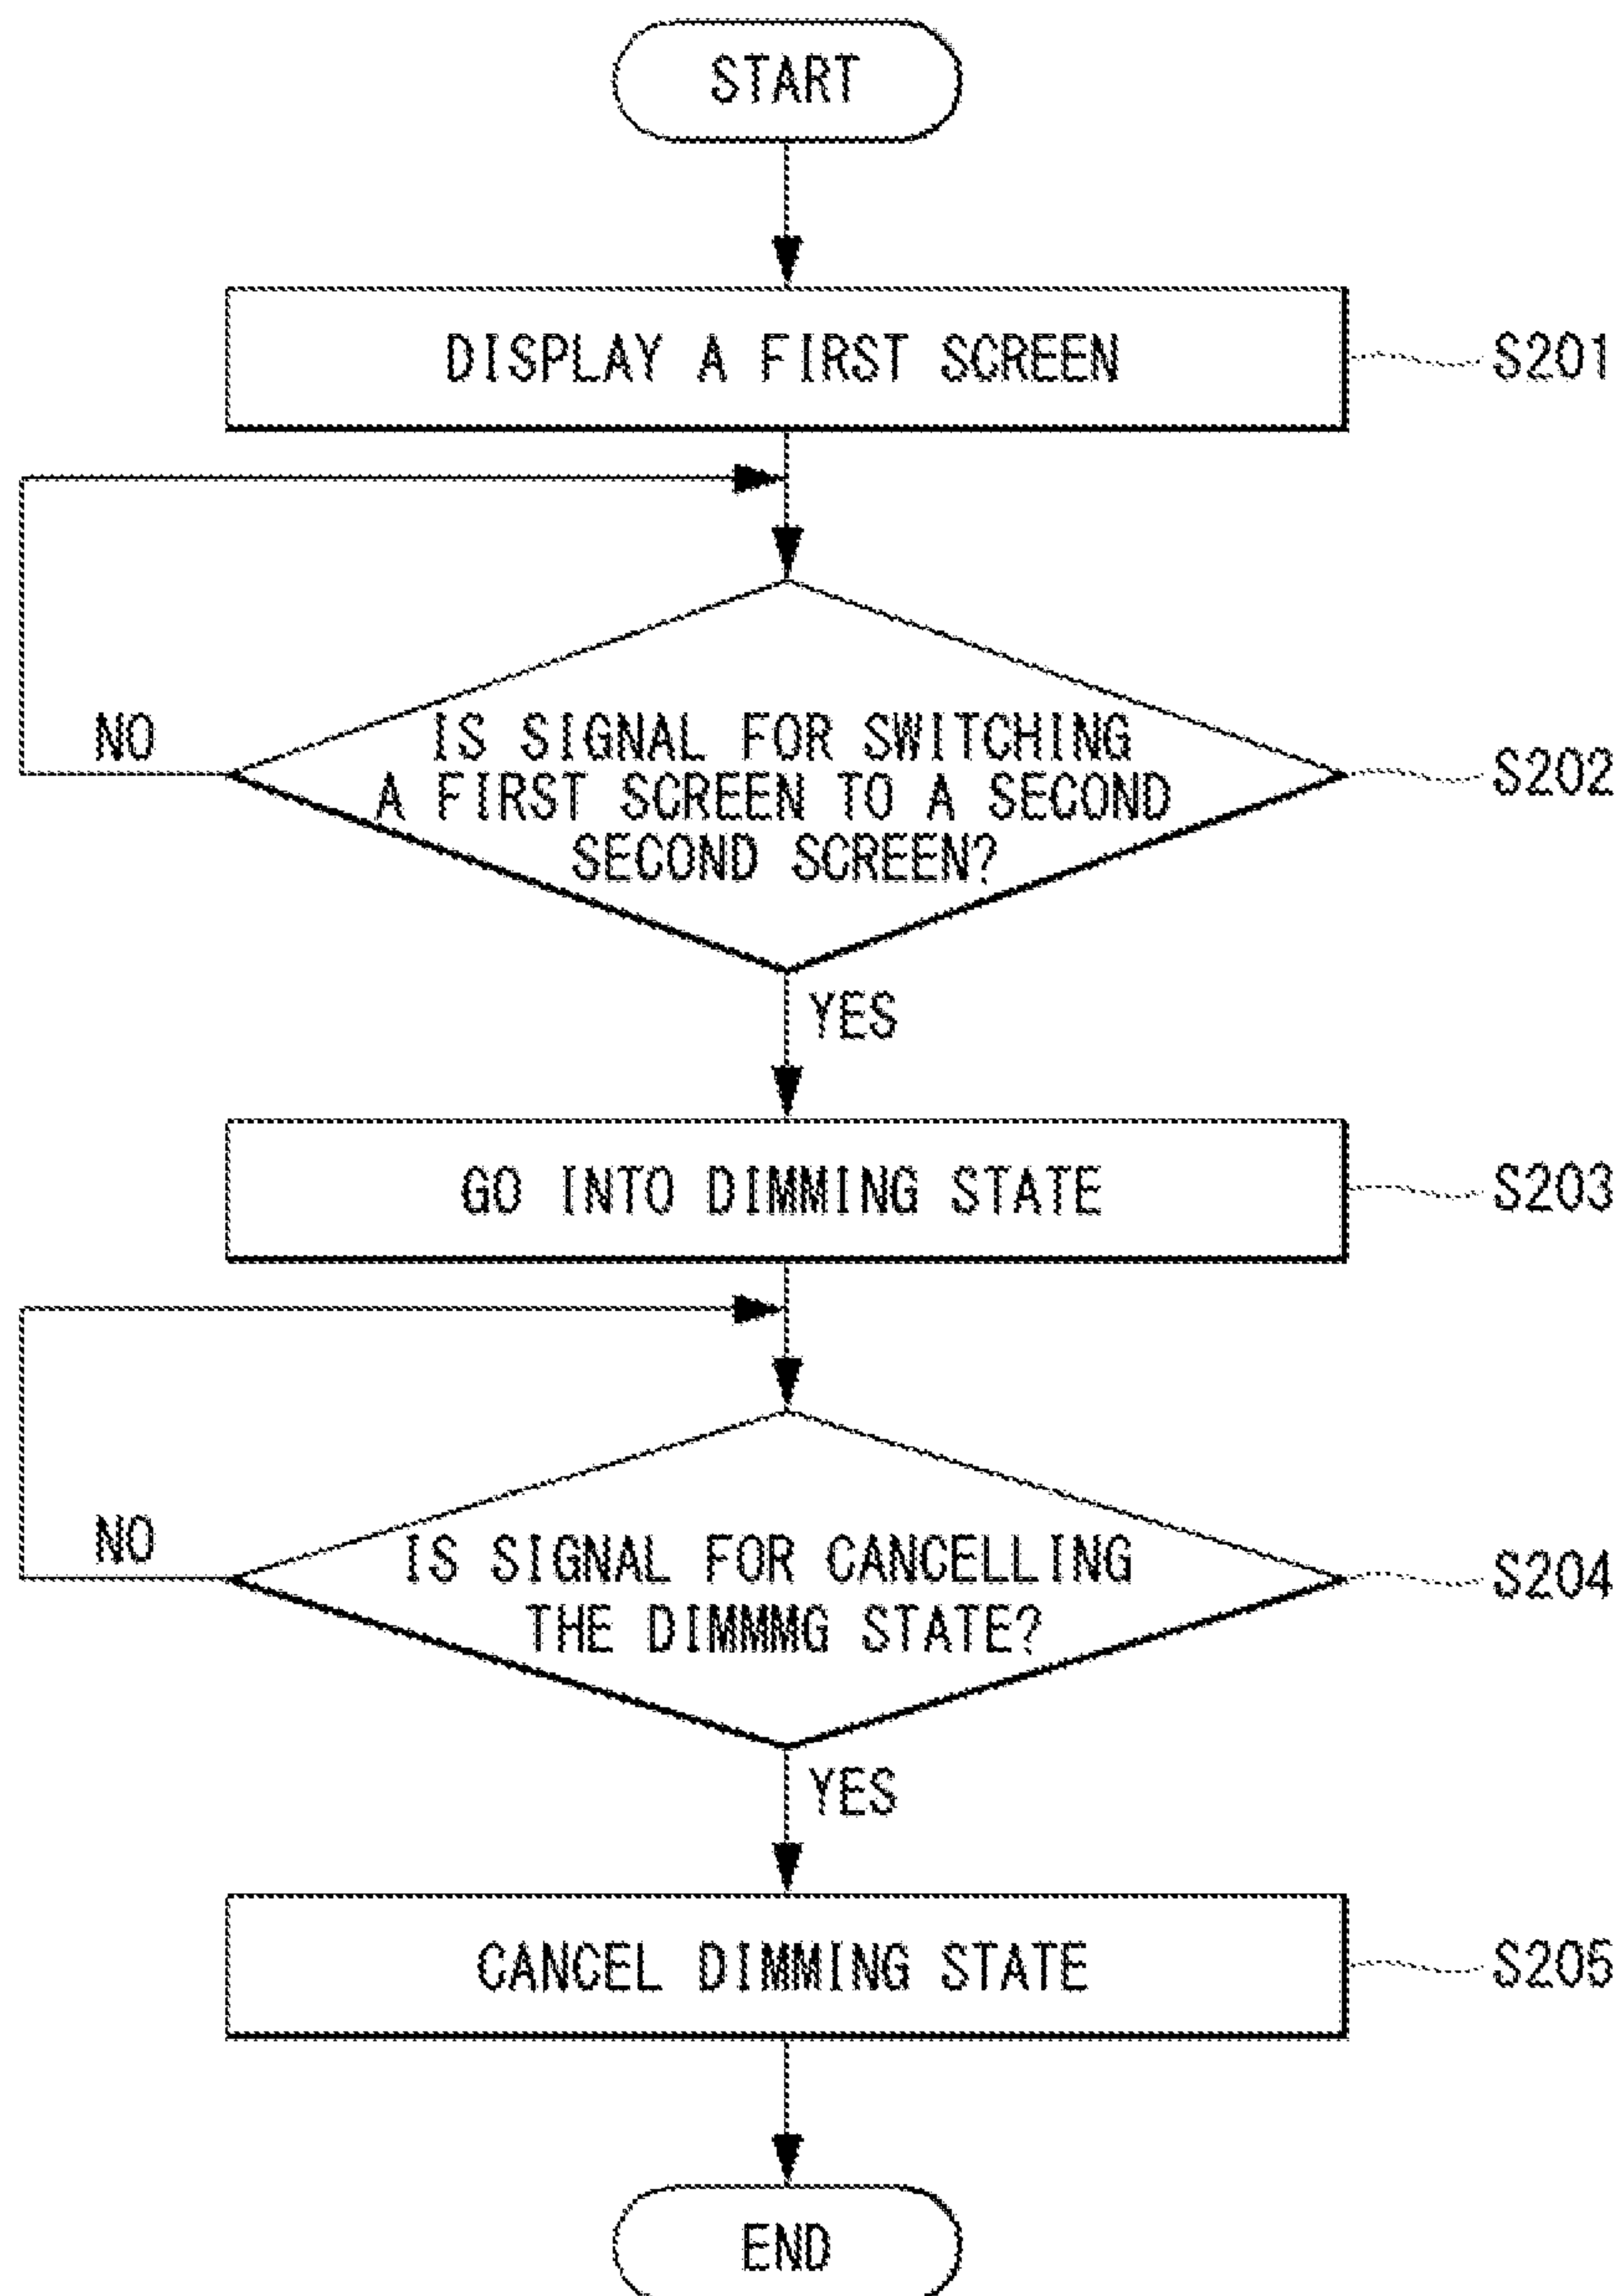 START
DISPLAY A FIRST SCREEN
S201
NO
IS SIGNAL FOR SWITCHING
A FIRST SCREEN TO A SECOND
SECOND SCREEN?
S202
YES
GO INTO DIMMING STATE
S203
NO
IS SIGNAL FOR CANCELLING
THE DIMMMG STATE?
S204
YES
CANCEL DIMMING STATE
S205
END